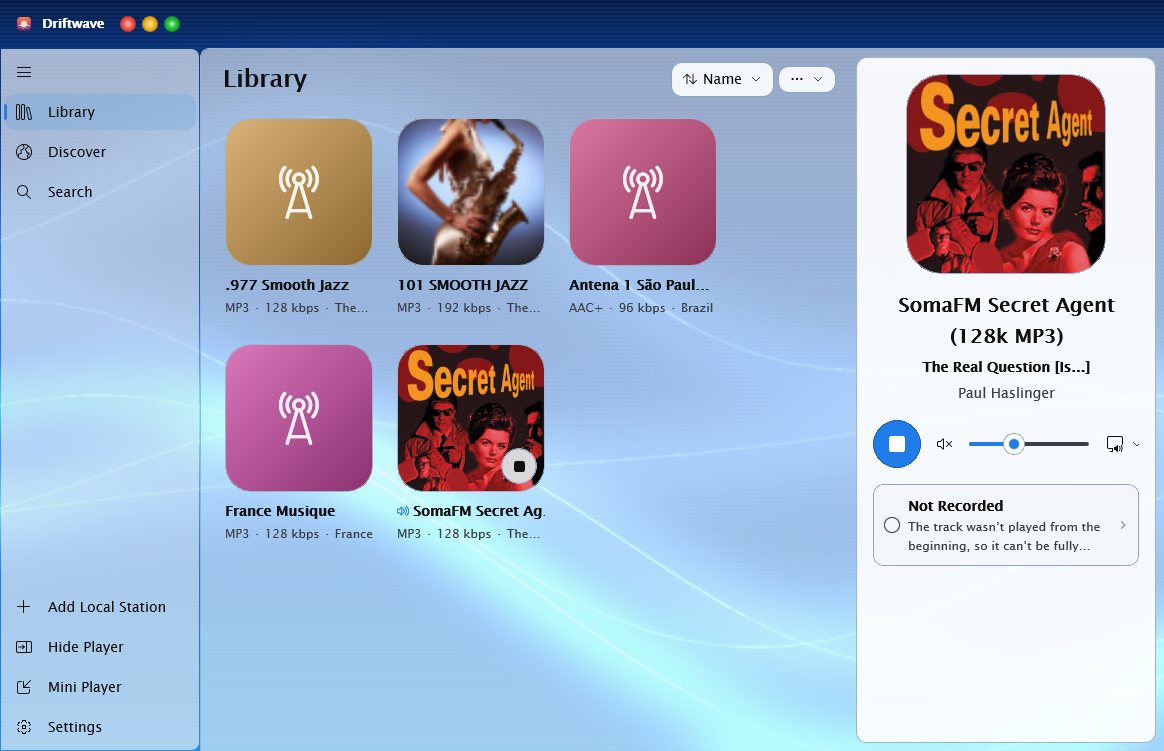 Driftwave
Library
Discover
Search
Add Local Station
Hide Player
Mini Player
Settings
Library
Name
...
.977 Smooth Jazz
MP3 · 128 kbps · The...
101 SMOOTH JAZZ
MP3 · 192 kbps · The...
Antena 1 São Paul...
AAC+ · 96 kbps · Brazil
France Musique
MP3 · 128 kbps · France
Secret Agent
SomaFM Secret Ag.
MP3 · 128 kbps · The...
Secret Agent
SomaFM Secret Agent
(128k MP3)
The Real Question [Is...]
Paul Haslinger
Not Recorded
The track wasn’t played from the
beginning, so it can’t be fully...